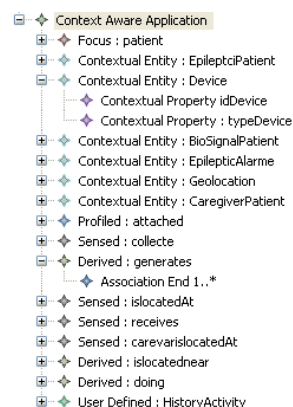 Context Aware Application
Focus : patient
Contextual Entity : EpileptciPatient
Contextual Entity : Device
Contextual Property idDevice
Contextual Property : typeDevice
Contextual Entity : BioSignalPatient
Contextual Entity : EpilepticAlarme
Contextual Entity : Geolocation
Contextual Entity : CaregiverPatient
Profiled : attached
Sensed : collecte
Derived : generates
Association End 1..*
Sensed : islocatedAt
Sensed : receives
Sensed : carevarislocatedAt
Derived : islocatednear
Derived : doing
User Defined : HistoryActivity